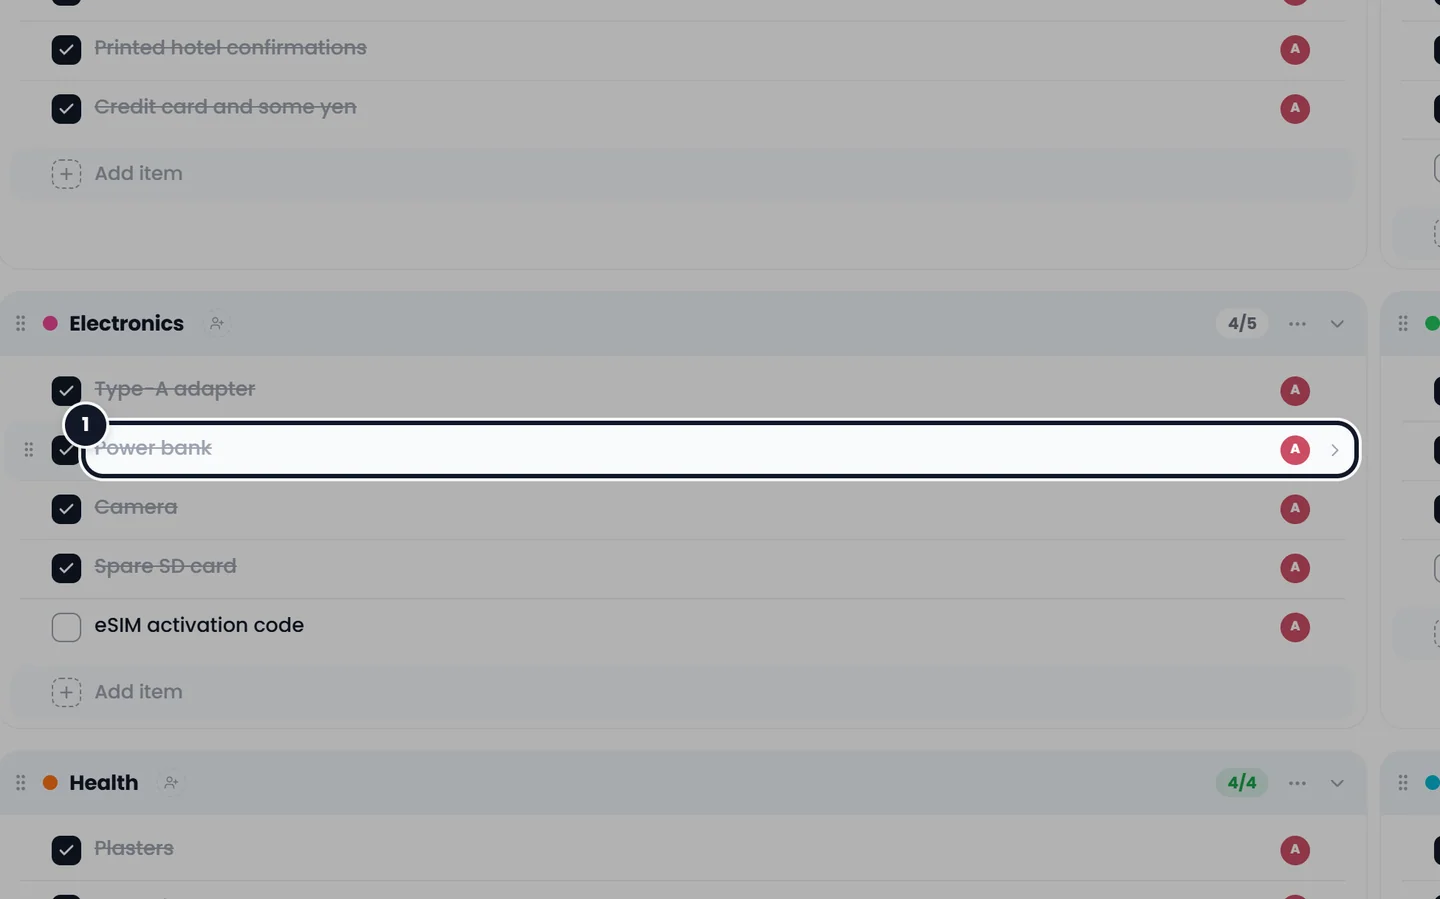 Printed hotel confirmations A
Credit card and some yen A
Add item
Electronics 4/5
Type-A adapter A
1
Power bank A
Camera A
Spare SD card A
eSIM activation code A
Add item
Health 4/4
Plasters A